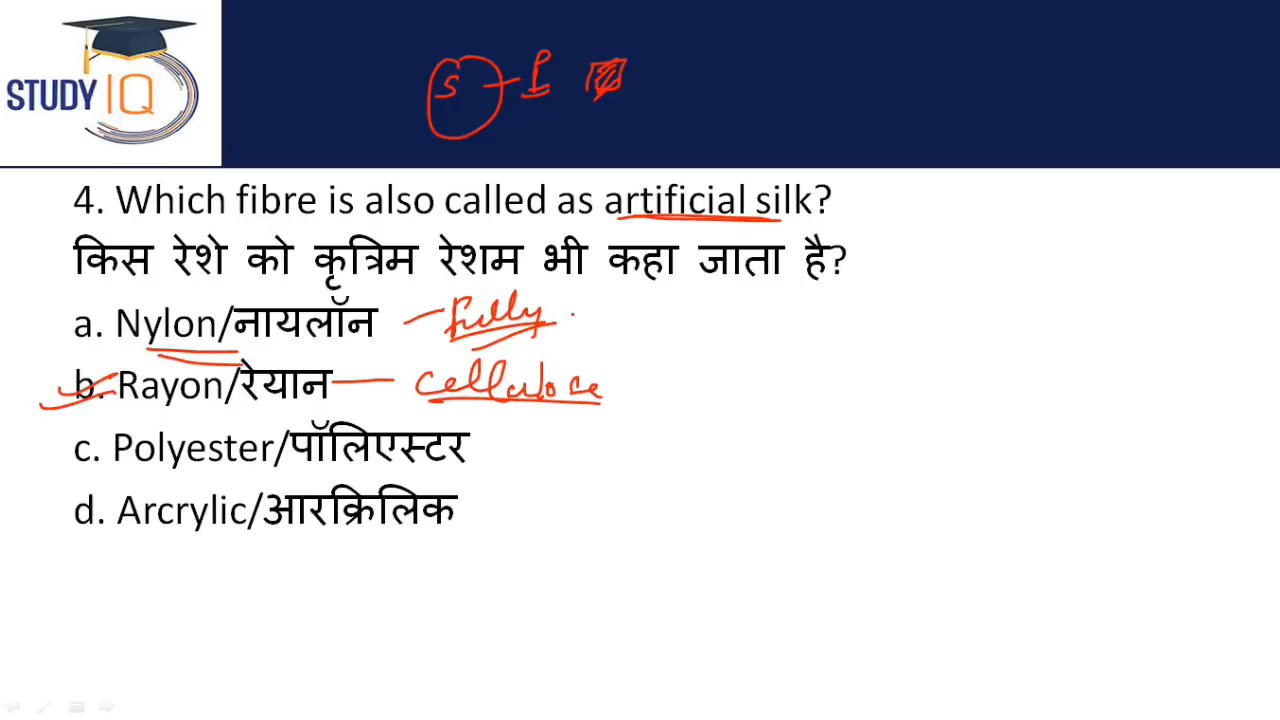 STUDY IQ
S - P
4. Which fibre is also called as artificial silk?
किस रेशे को कृत्रिम रेशम भी कहा जाता है?
a. Nylon/नायलॉन - fully
b. Rayon/रेयान - cellulose
c. Polyester/पॉलिएस्टर
d. Arcrylic/आरक्रिलिक